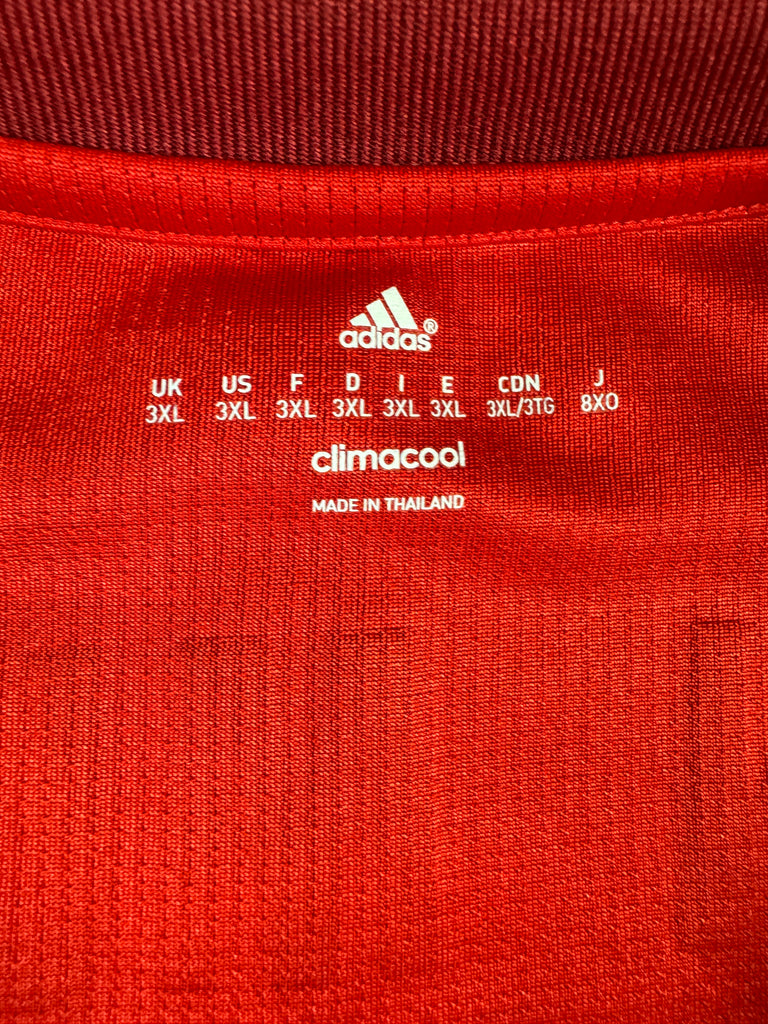 adidas®
UK US F D I E CDN J
3XL 3XL 3XL 3XL 3XL 3XL 3XL/3TG 8XO
climacool
MADE IN THAILAND